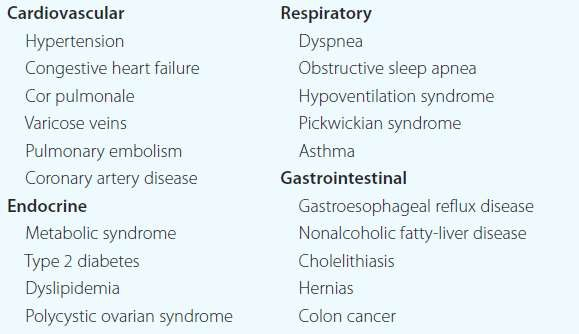 Cardiovascular
Hypertension
Congestive heart failure
Cor pulmonale
Varicose veins
Pulmonary embolism
Coronary artery disease
Endocrine
Metabolic syndrome
Type 2 diabetes
Dyslipidemia
Polycystic ovarian syndrome
Respiratory
Dyspnea
Obstructive sleep apnea
Hypoventilation syndrome
Pickwickian syndrome
Asthma
Gastrointestinal
Gastroesophageal reflux disease
Nonalcoholic fatty-liver disease
Cholelithiasis
Hernias
Colon cancer